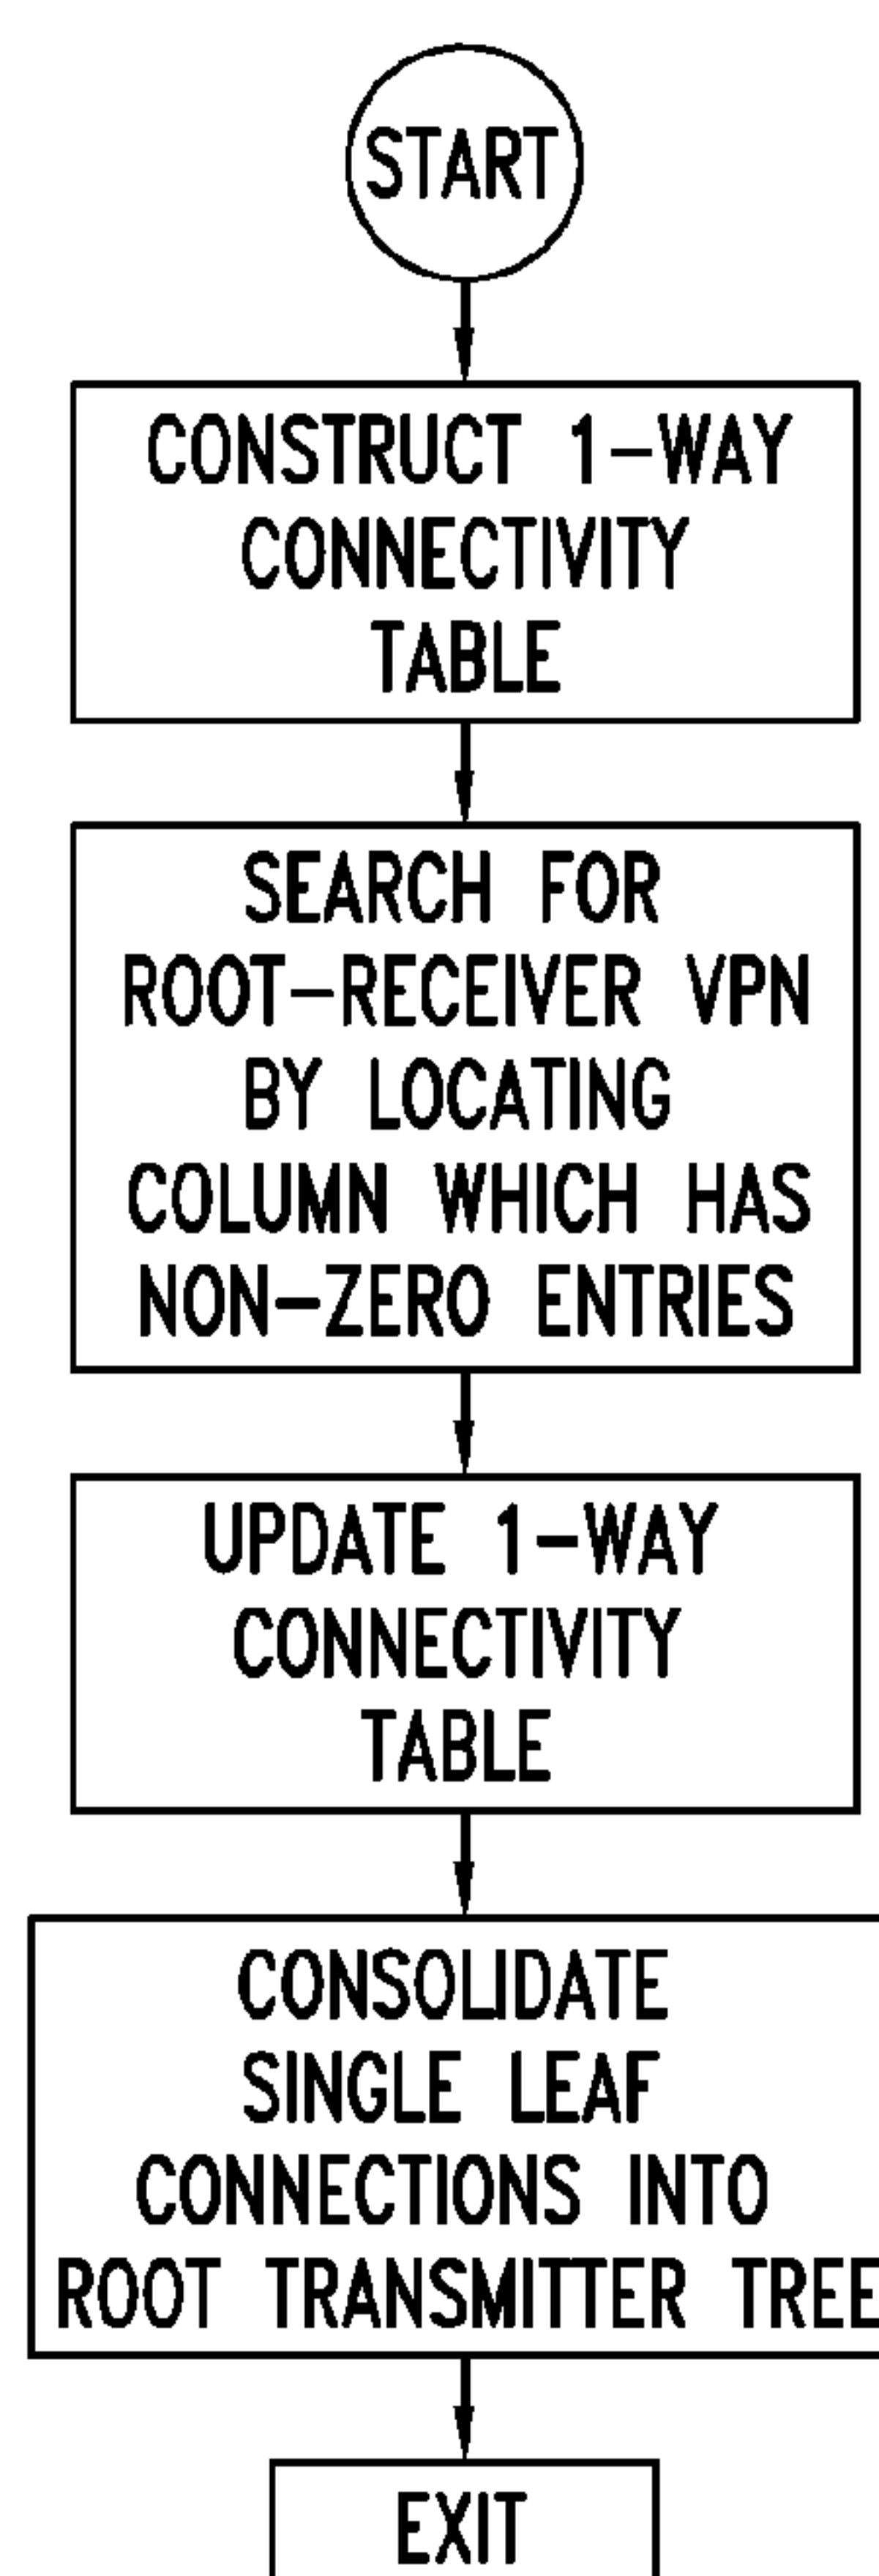 START
CONSTRUCT 1-WAY
CONNECTIVITY
TABLE
SEARCH FOR
ROOT-RECEIVER VPN
BY LOCATING
COLUMN WHICH HAS
NON-ZERO ENTRIES
UPDATE 1-WAY
CONNECTIVITY
TABLE
CONSOLIDATE
SINGLE LEAF
CONNECTIONS INTO
ROOT TRANSMITTER TREE
EXIT